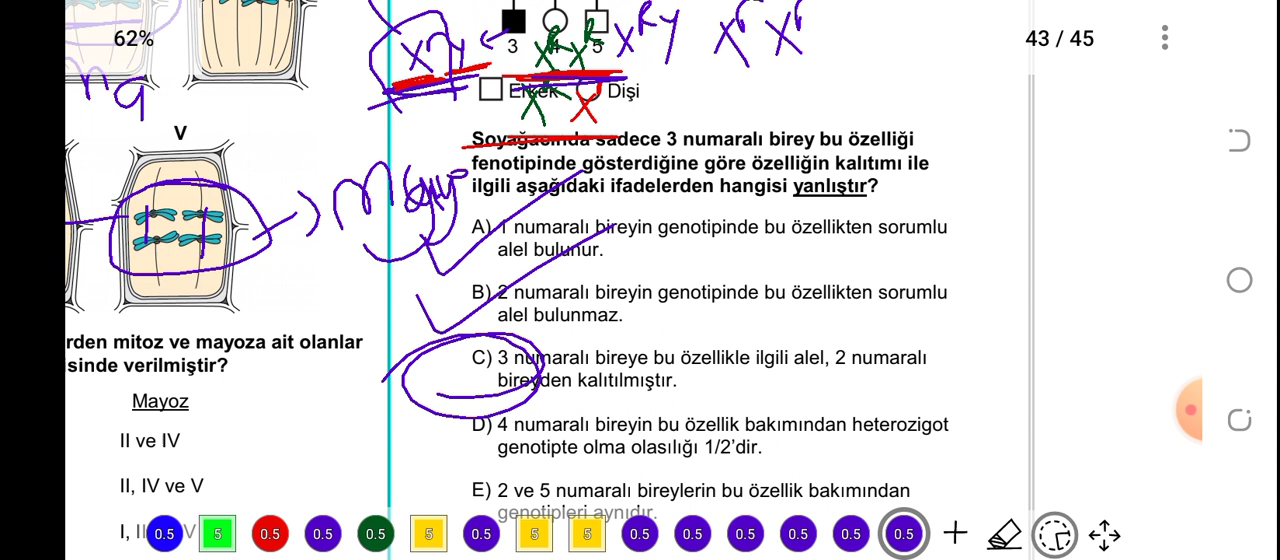 62%
43 / 45
3 4 5
X^r Y
X^R X^R
X^R Y
X^r X^r
na
Erkek
Dişi
X
X
V
Soyağacında sadece 3 numaralı birey bu özelliği
fenotipinde gösterdiğine göre özelliğin kalıtımı ile
ilgili aşağıdaki ifadelerden hangisi yanlıştır?
A) 1 numaralı bireyin genotipinde bu özellikten sorumlu
alel bulunur.
B) 2 numaralı bireyin genotipinde bu özellikten sorumlu
alel bulunmaz.
C) 3 numaralı bireye bu özellikle ilgili alel, 2 numaralı
bireyden kalıtılmıştır.
D) 4 numaralı bireyin bu özellik bakımından heterozigot
genotipte olma olasılığı 1/2'dir.
E) 2 ve 5 numaralı bireylerin bu özellik bakımından
genotipleri aynıdır.
rden mitoz ve mayoza ait olanlar
sinde verilmiştir?
Mayoz
II ve IV
II, IV ve V
I, II V
0.5 5 0.5 0.5 0.5 5 0.5 5 5 0.5 0.5 0.5 0.5 0.5 0.5